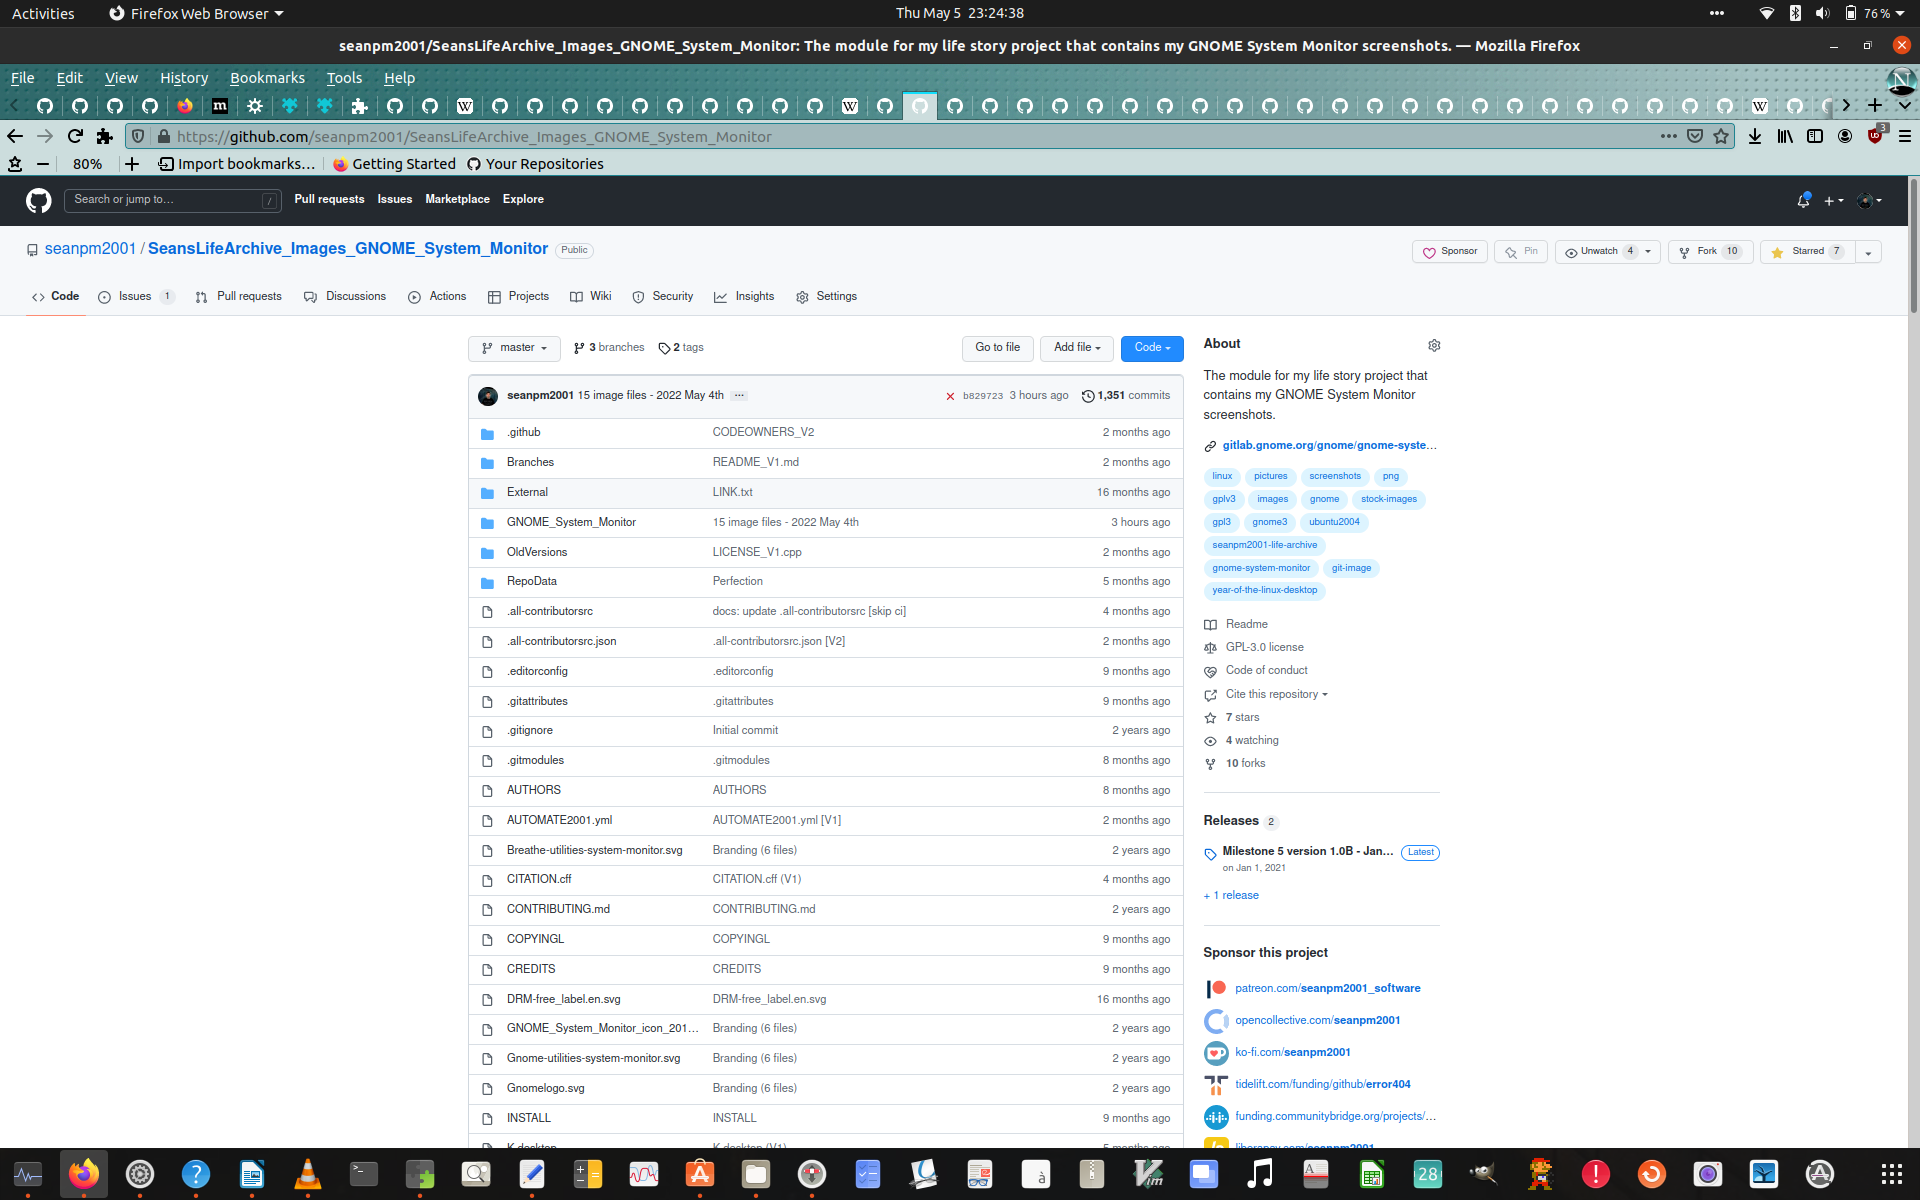 Activities Firefox Web Browser Thu May 5 23:24:38 76 %
seanpm2001/SeansLifeArchive_Images_GNOME_System_Monitor: The module for my life story project that contains my GNOME System Monitor screenshots. — Mozilla Firefox
File Edit View History Bookmarks Tools Help
https://github.com/seanpm2001/SeansLifeArchive_Images_GNOME_System_Monitor 3
80% Import bookmarks… Getting Started Your Repositories
Search or jump to… / Pull requests Issues Marketplace Explore
seanpm2001 / SeansLifeArchive_Images_GNOME_System_Monitor Public Sponsor Pin Unwatch 4 Fork 10 Starred 7
Code Issues 1 Pull requests Discussions Actions Projects Wiki Security Insights Settings
master 3 branches 2 tags Go to file Add file Code
seanpm2001 15 image files - 2022 May 4th ... b829723 3 hours ago 1,351 commits
.github CODEOWNERS_V2 2 months ago
Branches README_V1.md 2 months ago
External LINK.txt 16 months ago
GNOME_System_Monitor 15 image files - 2022 May 4th 3 hours ago
OldVersions LICENSE_V1.cpp 2 months ago
RepoData Perfection 5 months ago
.all-contributorsrc docs: update .all-contributorsrc [skip ci] 4 months ago
.all-contributorsrc.json .all-contributorsrc.json [V2] 2 months ago
.editorconfig .editorconfig 9 months ago
.gitattributes .gitattributes 9 months ago
.gitignore Initial commit 2 years ago
.gitmodules .gitmodules 8 months ago
AUTHORS AUTHORS 8 months ago
AUTOMATE2001.yml AUTOMATE2001.yml [V1] 2 months ago
Breathe-utilities-system-monitor.svg Branding (6 files) 2 years ago
CITATION.cff CITATION.cff (V1) 4 months ago
CONTRIBUTING.md CONTRIBUTING.md 2 years ago
COPYINGL COPYINGL 9 months ago
CREDITS CREDITS 9 months ago
DRM-free_label.en.svg DRM-free_label.en.svg 16 months ago
GNOME_System_Monitor_icon_201… Branding (6 files) 2 years ago
Gnome-utilities-system-monitor.svg Branding (6 files) 2 years ago
Gnomelogo.svg Branding (6 files) 2 years ago
INSTALL INSTALL 9 months ago
About
The module for my life story project that
contains my GNOME System Monitor
screenshots.
gitlab.gnome.org/gnome/gnome-syste…
linux pictures screenshots png
gplv3 images gnome stock-images
gpl3 gnome3 ubuntu2004
seanpm2001-life-archive
gnome-system-monitor git-image
year-of-the-linux-desktop
Readme
GPL-3.0 license
Code of conduct
Cite this repository
7 stars
4 watching
10 forks
Releases 2
Milestone 5 version 1.0B - Jan… Latest
on Jan 1, 2021
+ 1 release
Sponsor this project
patreon.com/seanpm2001_software
opencollective.com/seanpm2001
ko-fi.com/seanpm2001
tidelift.com/funding/github/error404
funding.communitybridge.org/projects/…
28